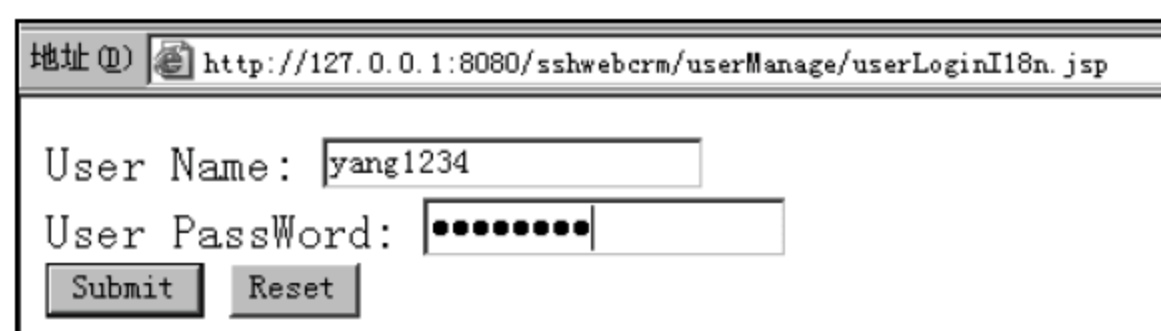 地址(D) http://127.0.0.1:8080/sshwebcrm/userManage/userLoginI18n.jsp
User Name: yang1234
User PassWord: ●●●●●●●●
Submit Reset